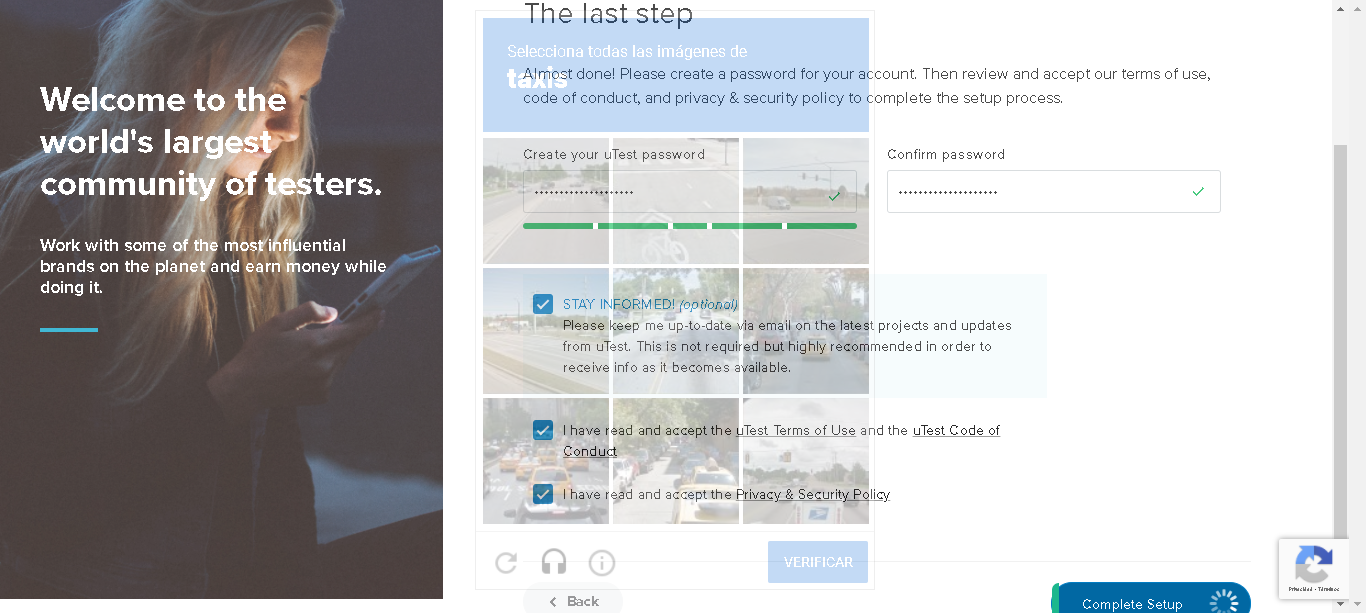 Welcome to the
world's largest
community of testers.
Work with some of the most influential
brands on the planet and earn money while
doing it.
The last step
Selecciona todas las imágenes de
taxis
Almost done! Please create a password for your account. Then review and accept our terms of use,
code of conduct, and privacy & security policy to complete the setup process.
Create your uTest password
Confirm password
STAY INFORMED! (optional)
Please keep me up-to-date via email on the latest projects and updates
from uTest. This is not required but highly recommended in order to
receive info as it becomes available.
I have read and accept the uTest Terms of Use and the uTest Code of
Conduct
I have read and accept the Privacy & Security Policy
VERIFICAR
Back
Complete Setup
Privacidad - Términos